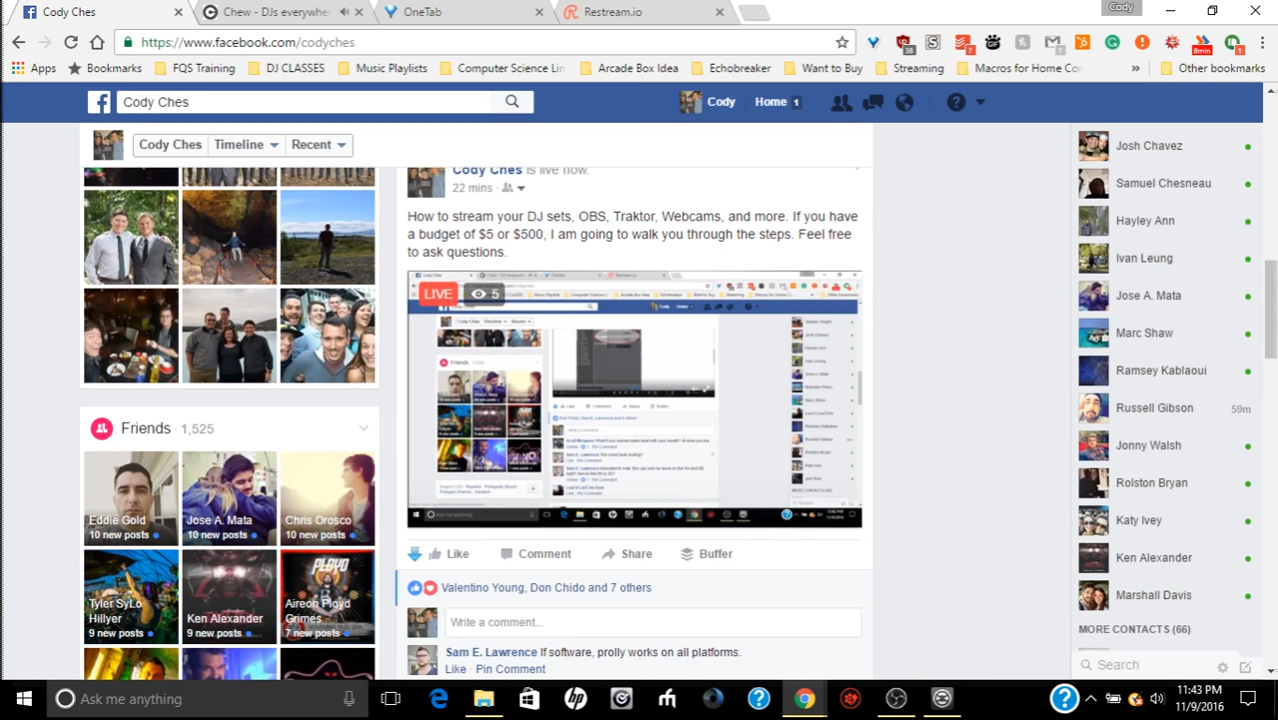 Cody Ches
Chew - DJs everywhe
OneTab
Restream.io
Cody
https://www.facebook.com/codyches
38
7
7
8min
1
Apps
Bookmarks
FQS Training
DJ CLASSES
Music Playlists
Computer Science Lin
Arcade Box Idea
Echobreaker
Want to Buy
Streaming
Macros for Home Con
»
Other bookmarks
Cody Ches
Cody
Home 1
Cody Ches
Timeline
Recent
Cody Ches is live now.
22 mins
How to stream your DJ sets, OBS, Traktor, Webcams, and more. If you have
a budget of $5 or $500, I am going to walk you through the steps. Feel free
to ask questions.
LIVE
5
Like
Comment
Share
Buffer
Valentino Young, Don Chido and 7 others
Write a comment...
Sam E. Lawrence If software, prolly works on all platforms.
Like · Pin Comment
Friends · 1,525
Eddie Gold
10 new posts
Jose A. Mata
10 new posts
Chris Orosco
10 new posts
Tyler SyLo
Hillyer
9 new posts
Ken Alexander
9 new posts
PLOYD
Aireon Ployd
Grimes
7 new posts
Josh Chavez
Samuel Chesneau
Hayley Ann
Ivan Leung
Jose A. Mata
Marc Shaw
Ramsey Kablaoui
Russell Gibson 59m
Jonny Walsh
Rolston Bryan
Katy Ivey
Ken Alexander
Marshall Davis
MORE CONTACTS (66)
Search
Ask me anything
11:43 PM
11/9/2016